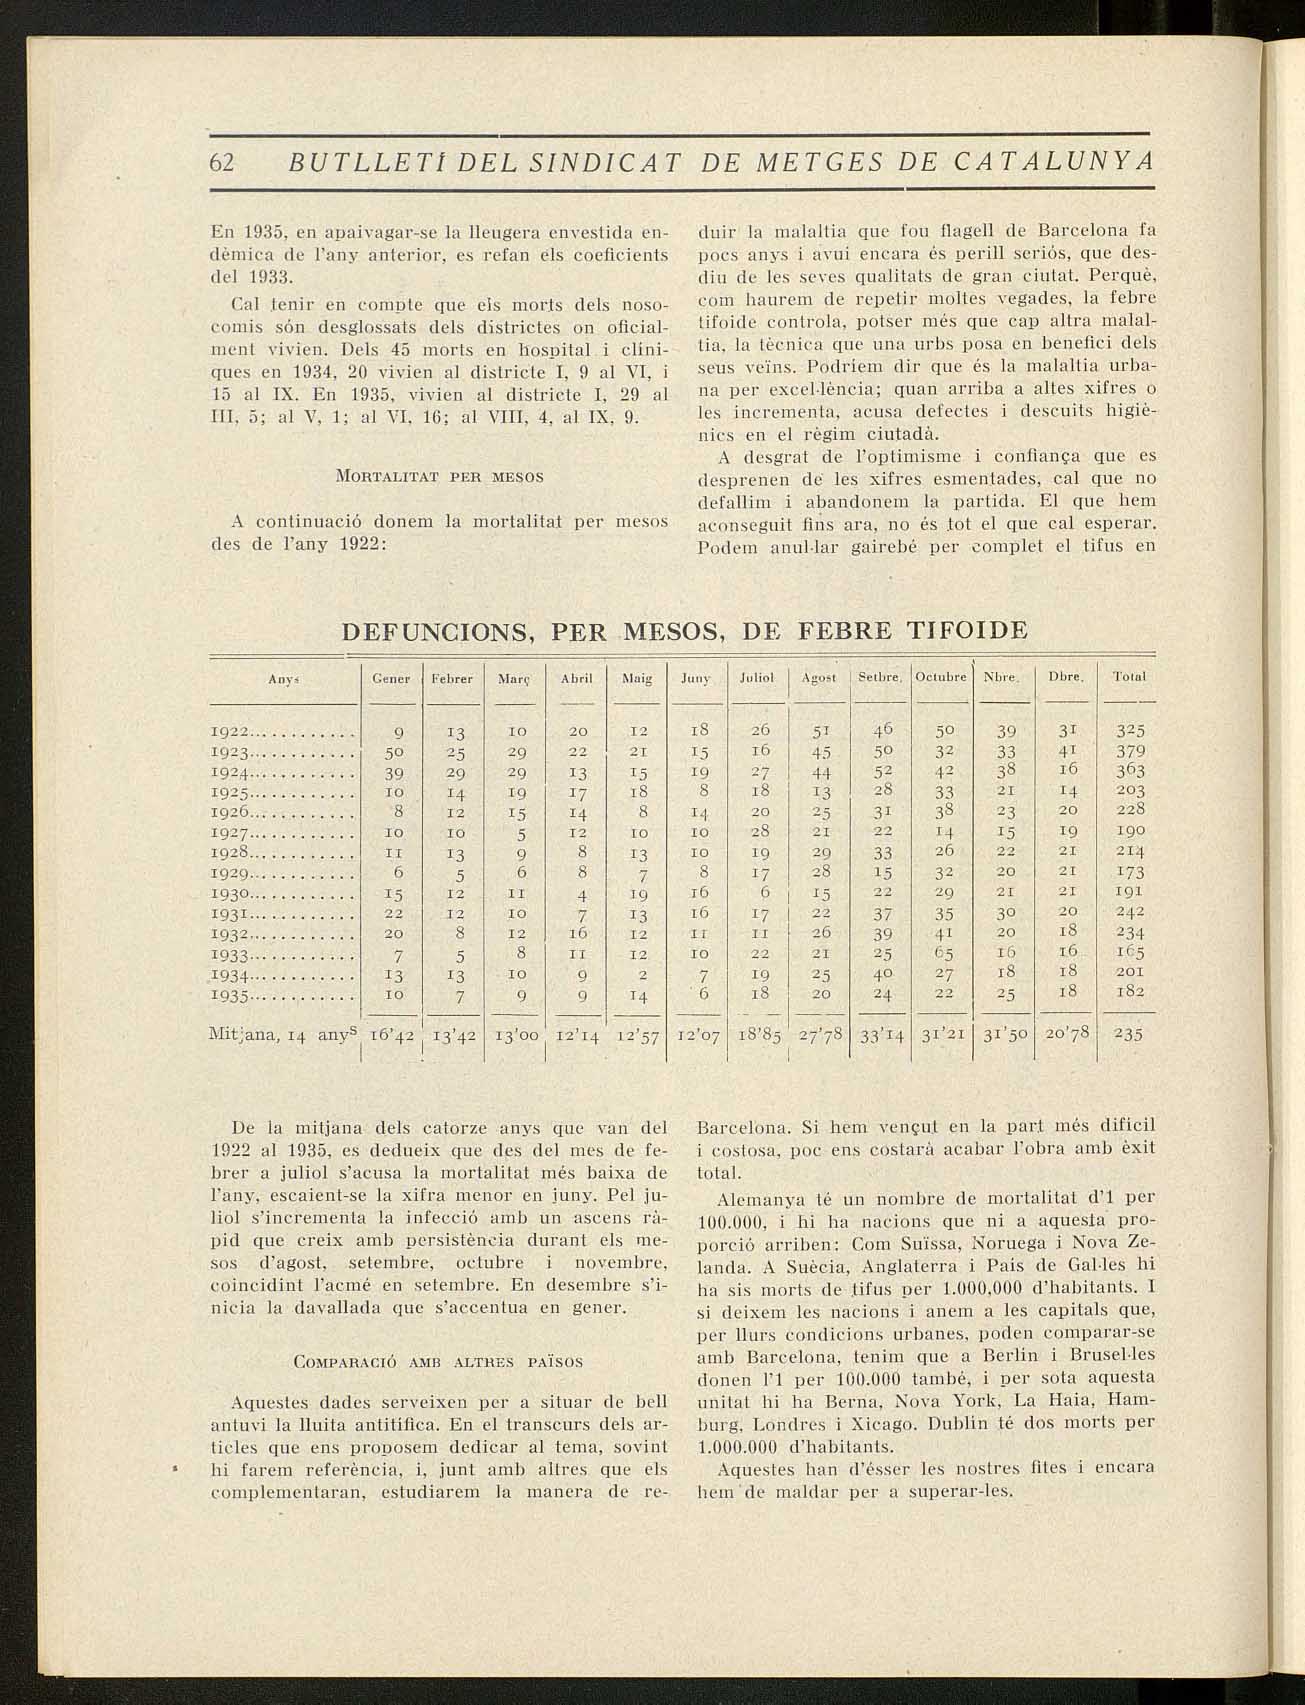 62 BUTLLETÍ DEL SINDICAT DE METGES DE CATALUNYA
En 1935, en apaivagar-se la lleugera envestida en-
dèmica de l'any anterior, es refan els coeficients
del 1933.
Cal tenir en compte que els morts dels noso-
comis són desglossats dels districtes on oficial-
ment vivien. Dels 45 morts en hospital i clíni-
ques en 1934, 20 vivien al districte I, 9 al VI, i
15 al IX. En 1935, vivien al districte I, 29 al
III, 5; al V, 1; al VI, 16; al VIII, 4, al IX, 9.
MORTALITAT PER MESOS
A continuació donem la mortalitat per mesos
des de l'any 1922:
duir la malaltia que fou flagell de Barcelona fa
pocs anys i avui encara és perill seriós, que des-
diu de les seves qualitats de gran ciutat. Perquè,
com haurem de repetir moltes vegades, la febre
tifoide controla, potser més que cap altra malal-
tia, la tècnica que una urbs posa en benefici dels
seus veïns. Podríem dir que és la malaltia urba-
na per excel·lència; quan arriba a altes xifres o
les incrementa, acusa defectes i descuits higiè-
nics en el règim ciutadà.
A desgrat de l'optimisme i confiança que es
desprenen de les xifres esmentades, cal que no
defallim i abandonem la partida. El que hem
aconseguit fins ara, no és tot el que cal esperar.
Podem anul·lar gairebé per complet el tifus en
DEFUNCIONS, PER MESOS, DE FEBRE TIFOIDE
Anys Gener Febrer Març Abril Maig Juny Juliol Agost Setbre. Octubre Nbre. Dbre. Total
1922............ 9 13 10 20 12 18 26 51 46 50 39 31 325
1923............ 50 25 29 22 21 15 16 45 50 32 33 41 379
1924............ 39 29 29 13 15 19 27 44 52 42 38 16 363
1925............ 10 14 19 17 18 8 18 13 28 33 21 14 203
1926............ 8 12 15 14 8 14 20 25 31 38 23 20 228
1927............ 10 10 5 12 10 10 28 21 22 14 15 19 190
1928............ 11 13 9 8 13 10 19 29 33 26 22 21 214
1929............ 6 5 6 8 7 8 17 28 15 32 20 21 173
1930............ 15 12 11 4 19 16 6 15 22 29 21 21 191
1931............ 22 12 10 7 13 16 17 22 37 35 30 20 242
1932............ 20 8 12 16 12 11 11 26 39 41 20 18 234
1933............ 7 5 8 11 12 10 22 21 25 65 16 16 165
1934............ 13 13 10 9 2 7 19 25 40 27 18 18 201
1935............ 10 7 9 9 14 6 18 20 24 22 25 18 182
Mitjana, 14 anys 16'42 13'42 13'00 12'14 12'57 12'07 18'85 27'78 33'14 31'21 31'50 20'78 235
De la mitjana dels catorze anys que van del
1922 al 1935, es dedueix que des del mes de fe-
brer a juliol s'acusa la mortalitat més baixa de
l'any, escaient-se la xifra menor en juny. Pel ju-
liol s'incrementa la infecció amb un ascens rà-
pid que creix amb persistència durant els me-
sos d'agost, setembre, octubre i novembre,
coincidint l'acmé en setembre. En desembre s'i-
nicia la davallada que s'accentua en gener.
COMPARACIÓ AMB ALTRES PAÏSOS
Aquestes dades serveixen per a situar de bell
antuvi la lluita antitífica. En el transcurs dels ar-
ticles que ens proposem dedicar al tema, sovint
hi farem referència, i, junt amb altres que els
complementaran, estudiarem la manera de re-
Barcelona. Si hem vençut en la part més difícil
i costosa, poc ens costarà acabar l'obra amb èxit
total.
Alemanya té un nombre de mortalitat d'1 per
100.000, i hi ha nacions que ni a aquesta pro-
porció arriben: Com Suïssa, Noruega i Nova Ze-
landa. A Suècia, Anglaterra i País de Gal·les hi
ha sis morts de tifus per 1.000,000 d'habitants. I
si deixem les nacions i anem a les capitals que,
per llurs condicions urbanes, poden comparar-se
amb Barcelona, tenim que a Berlín i Brusel·les
donen l'1 per 100.000 també, i per sota aquesta
unitat hi ha Berna, Nova York, La Haia, Ham-
burg, Londres i Xicago. Dublín té dos morts per
1.000.000 d'habitants.
Aquestes han d'ésser les nostres fites i encara
hem de maldar per a superar-les.